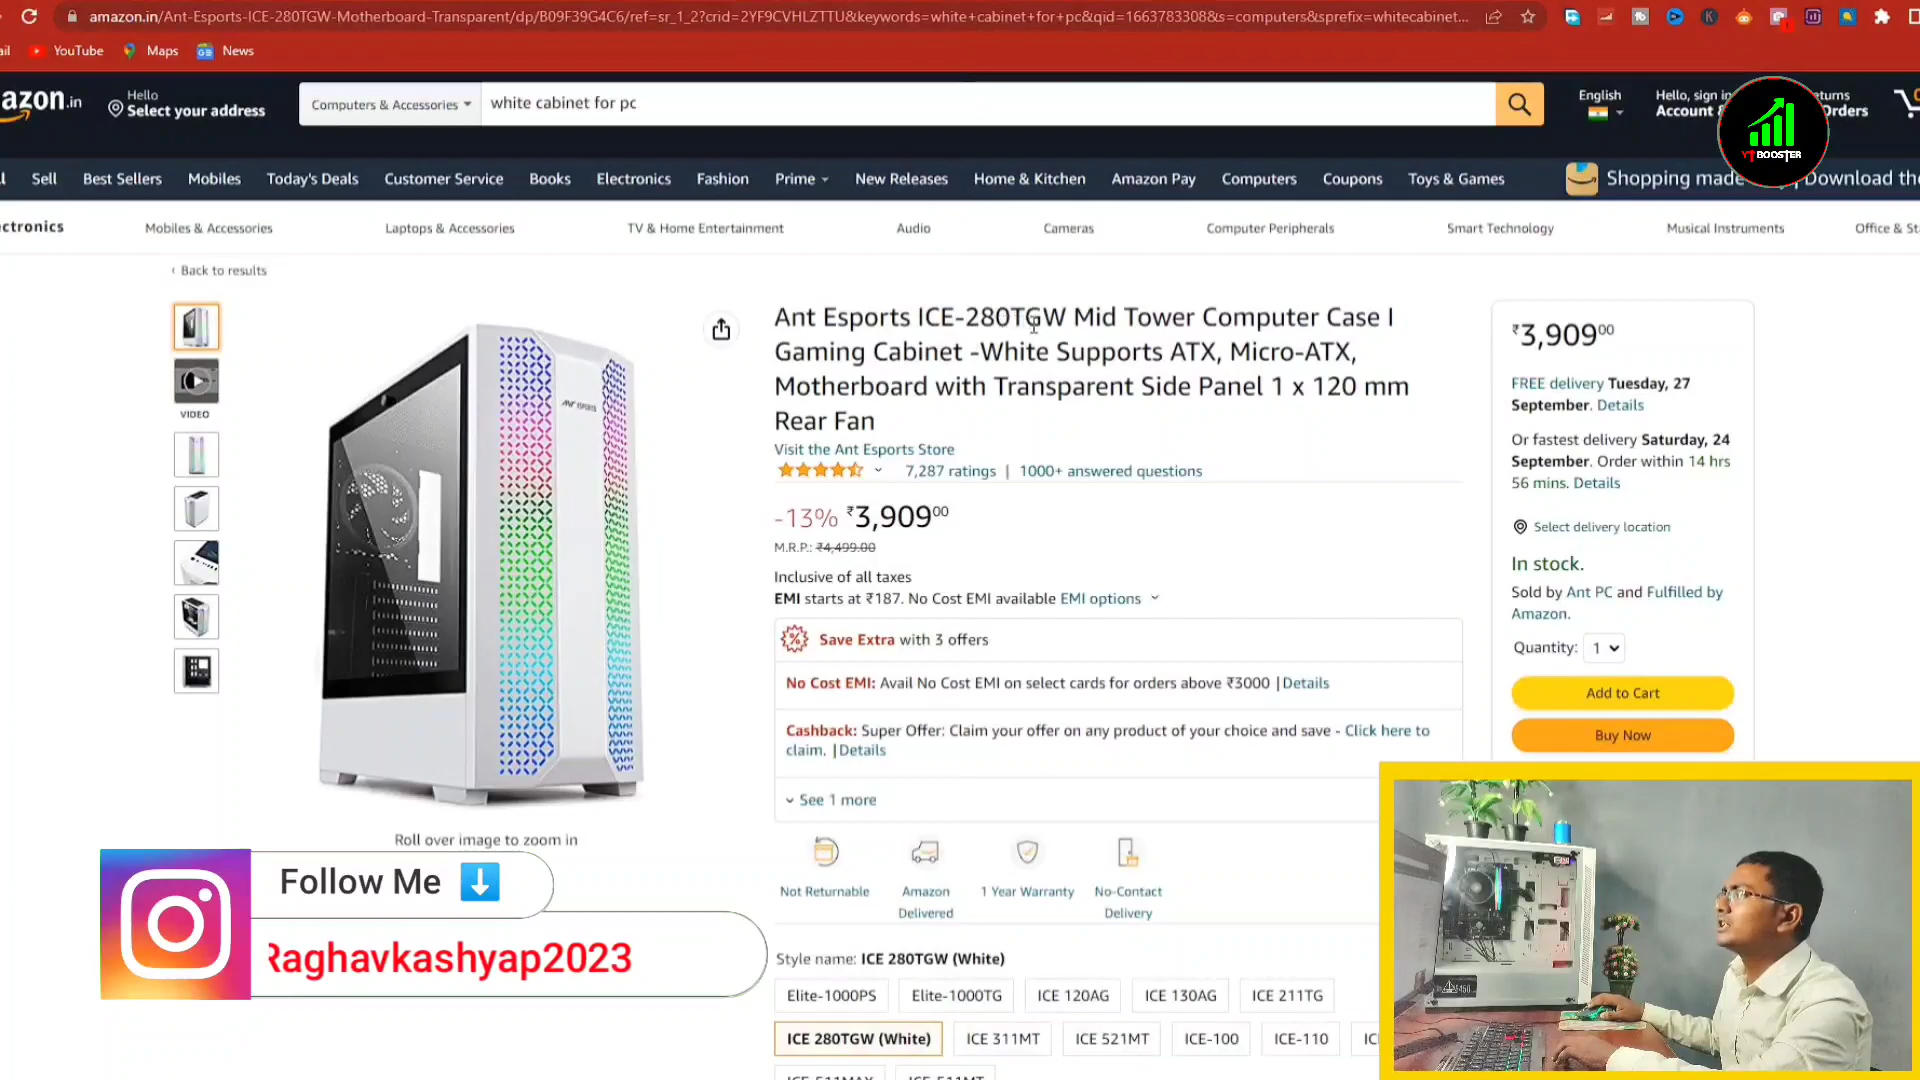 amazon.in/Ant-Esports-ICE-280TGW-Motherboard-Transparent/dp/B09F39G4C6/ref=sr_1_2?crid=2YF9CVHLZTTU&keywords=white+cabinet+for+pc&qid=1663783308&s=computers&sprefix=whitecabinet...
ail YouTube Maps News
azon.in
Hello
Select your address
Computers & Accessories
white cabinet for pc
English
Hello, sign in
Account &
eturns
Orders
YT BOOSTER
ll Sell Best Sellers Mobiles Today's Deals Customer Service Books Electronics Fashion Prime New Releases Home & Kitchen Amazon Pay Computers Coupons Toys & Games Shopping made Download the
ctronics Mobiles & Accessories Laptops & Accessories TV & Home Entertainment Audio Cameras Computer Peripherals Smart Technology Musical Instruments Office & St
‹ Back to results
VIDEO
ANT ESPORTS
Roll over image to zoom in
Ant Esports ICE-280TGW Mid Tower Computer Case I
Gaming Cabinet -White Supports ATX, Micro-ATX,
Motherboard with Transparent Side Panel 1 x 120 mm
Rear Fan
Visit the Ant Esports Store
7,287 ratings | 1000+ answered questions
-13% ₹3,90900
M.R.P.: ₹4,499.00
Inclusive of all taxes
EMI starts at ₹187. No Cost EMI available EMI options
Save Extra with 3 offers
No Cost EMI: Avail No Cost EMI on select cards for orders above ₹3000 |Details
Cashback: Super Offer: Claim your offer on any product of your choice and save - Click here to
claim. |Details
See 1 more
Not Returnable
Amazon
Delivered
1 Year Warranty
No-Contact
Delivery
Style name: ICE 280TGW (White)
Elite-1000PS Elite-1000TG ICE 120AG ICE 130AG ICE 211TG
ICE 280TGW (White) ICE 311MT ICE 521MT ICE-100 ICE-110 IC
ICE-511MAX ICE-511MT
₹3,90900
FREE delivery Tuesday, 27
September. Details
Or fastest delivery Saturday, 24
September. Order within 14 hrs
56 mins. Details
Select delivery location
In stock.
Sold by Ant PC and Fulfilled by
Amazon.
Quantity: 1
Add to Cart
Buy Now
Follow Me
Raghavkashyap2023